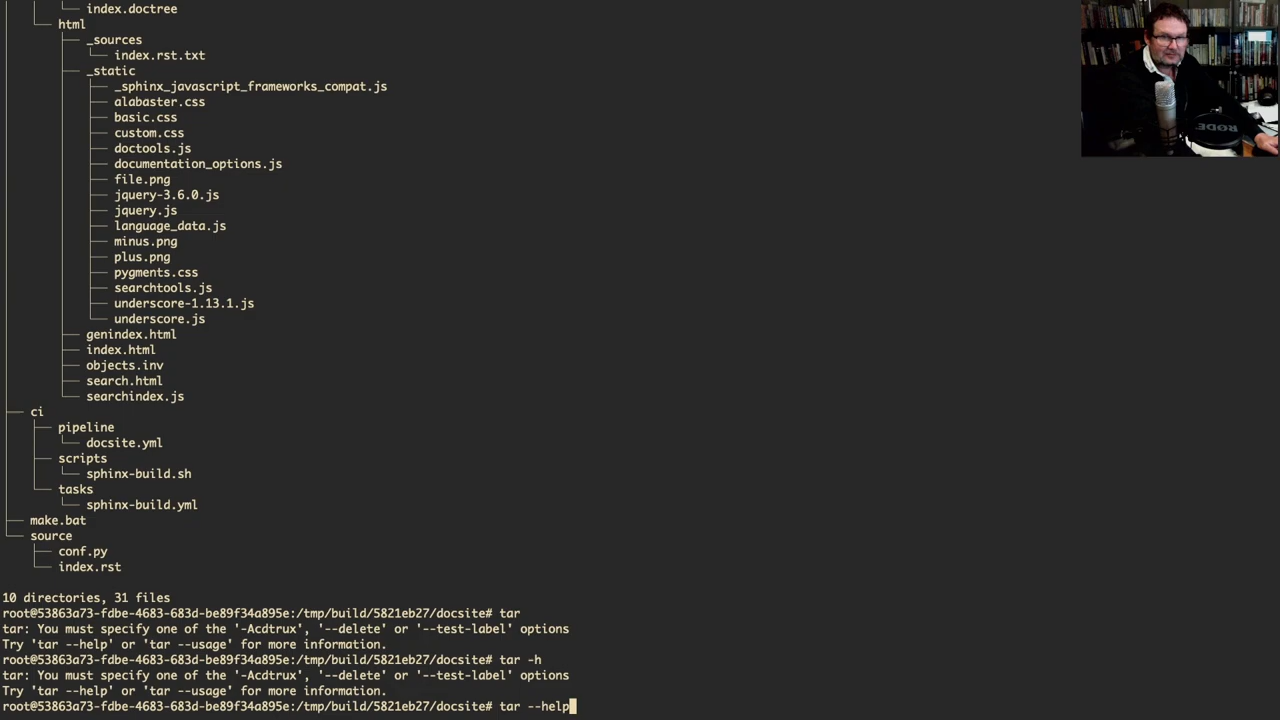 index.doctree
html
_sources
index.rst.txt
_static
_sphinx_javascript_frameworks_compat.js
alabaster.css
basic.css
custom.css
doctools.js
documentation_options.js
file.png
jquery-3.6.0.js
jquery.js
language_data.js
minus.png
plus.png
pygments.css
searchtools.js
underscore-1.13.1.js
underscore.js
genindex.html
index.html
objects.inv
search.html
searchindex.js
ci
pipeline
docsite.yml
scripts
sphinx-build.sh
tasks
sphinx-build.yml
make.bat
source
conf.py
index.rst
10 directories, 31 files
root@53863a73-fdbe-4683-683d-be89f34a895e:/tmp/build/5821eb27/docsite# tar
tar: You must specify one of the '-Acdtrux', '--delete' or '--test-label' options
Try 'tar --help' or 'tar --usage' for more information.
root@53863a73-fdbe-4683-683d-be89f34a895e:/tmp/build/5821eb27/docsite# tar -h
tar: You must specify one of the '-Acdtrux', '--delete' or '--test-label' options
Try 'tar --help' or 'tar --usage' for more information.
root@53863a73-fdbe-4683-683d-be89f34a895e:/tmp/build/5821eb27/docsite# tar --help
RODE